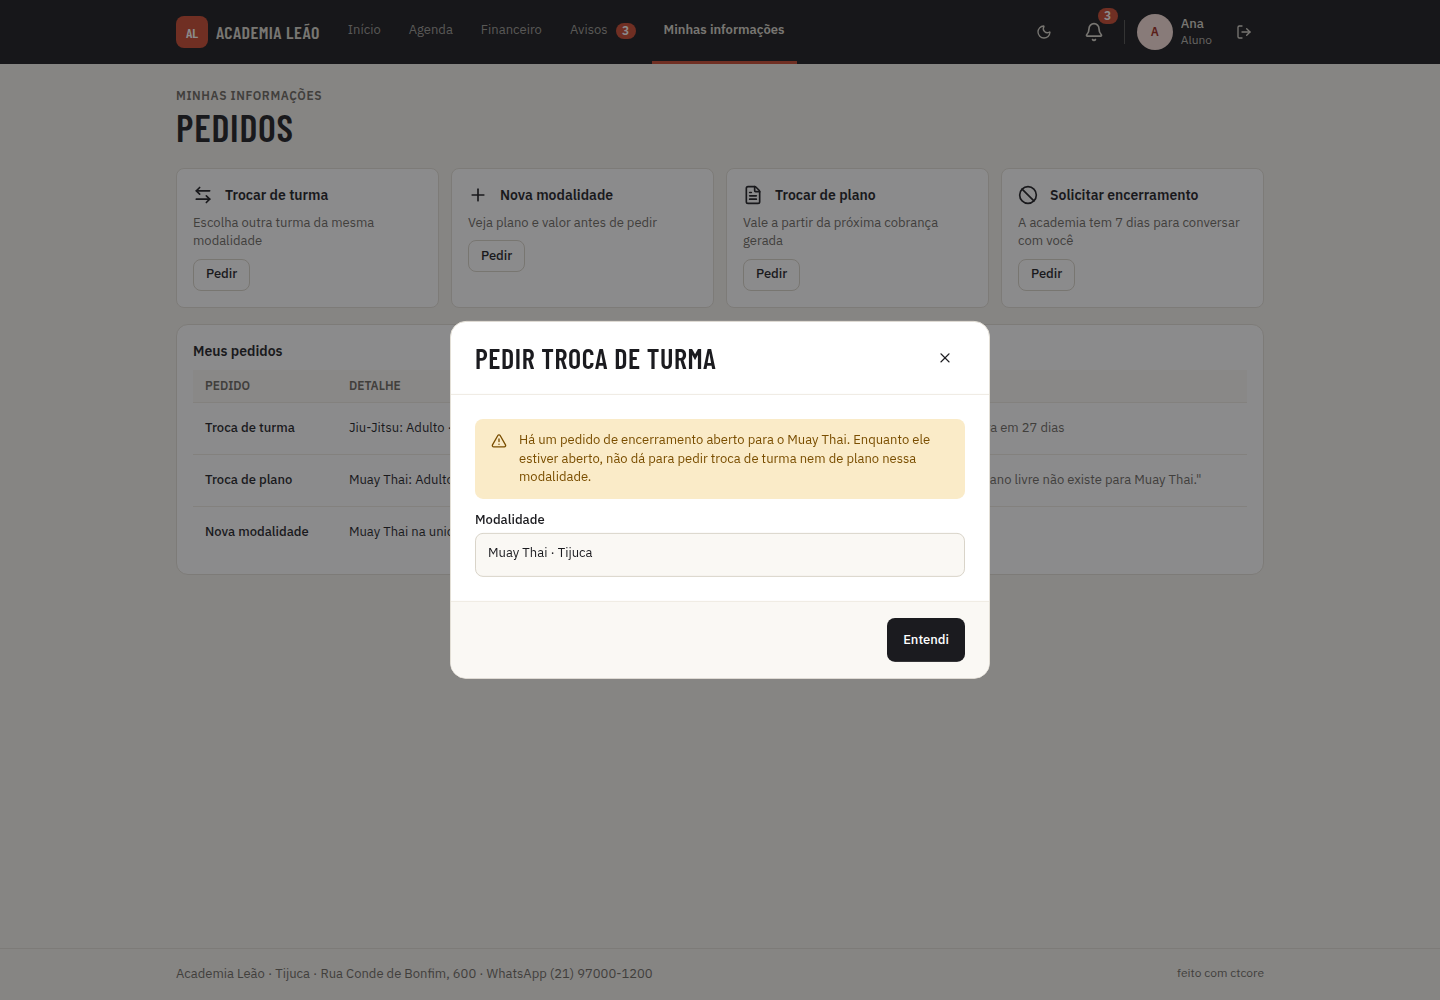 AL ACADEMIA LEÃO Início Agenda Financeiro Avisos 3 Minhas informações 3 A Ana
Aluno
MINHAS INFORMAÇÕES
PEDIDOS
Trocar de turma
Escolha outra turma da mesma
modalidade
Pedir
Nova modalidade
Veja plano e valor antes de pedir
Pedir
Trocar de plano
Vale a partir da próxima cobrança
gerada
Pedir
Solicitar encerramento
A academia tem 7 dias para conversar
com você
Pedir
Meus pedidos
PEDIDO DETALHE
Troca de turma Jiu-Jitsu: Adulto em 27 dias
Troca de plano Muay Thai: livre não existe para Muay Thai."
Nova modalidade Muay Thai na
PEDIR TROCA DE TURMA
Há um pedido de encerramento aberto para o Muay Thai. Enquanto ele
estiver aberto, não dá para pedir troca de turma nem de plano nessa
modalidade.
Modalidade
Muay Thai · Tijuca
Entendi
Academia Leão · Tijuca · Rua Conde de Bonfim, 600 · WhatsApp (21) 97000-1200
feito com ctcore